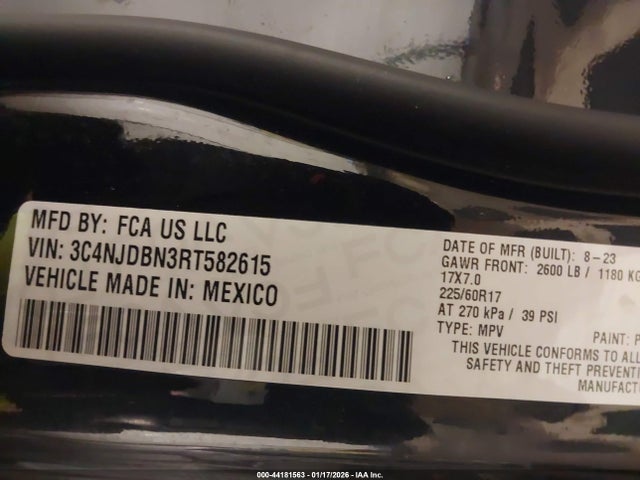 MFD BY: FCA US LLC
VIN: 3C4NJDBN3RT582615
VEHICLE MADE IN: MEXICO
DATE OF MFR (BUILT): 8-23
GAWR FRONT: 2600 LB / 1180 KG
17X7.0
225/60R17
AT 270 kPa / 39 PSI
TYPE: MPV
PAINT: P
THIS VEHICLE CONFORMS TO ALL
SAFETY AND THEFT PREVENTI
MANUFACTU
000-44181563 - 01/17/2026 - IAA Inc.